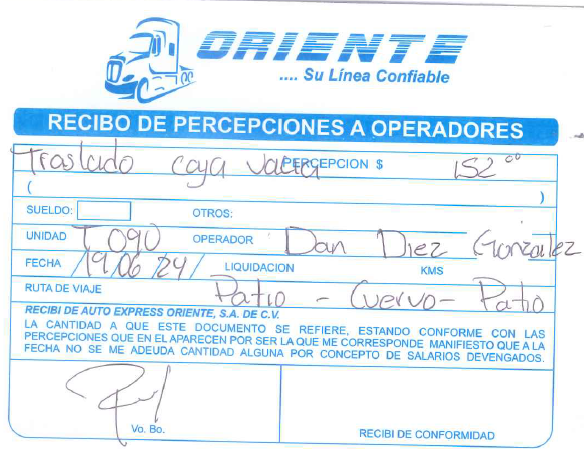 ORIENTE
.... Su Línea Confiable
RECIBO DE PERCEPCIONES A OPERADORES
Traslado caja vacia PERCEPCION $ 152⁰⁰
( )
SUELDO: OTROS:
UNIDAD T 090 OPERADOR Dan Diez Gonzalez
FECHA 19/06/24/ LIQUIDACION KMS
RUTA DE VIAJE Patio - Cuervo - Patio
RECIBI DE AUTO EXPRESS ORIENTE, S.A. DE C.V.
LA CANTIDAD A QUE ESTE DOCUMENTO SE REFIERE, ESTANDO CONFORME CON LAS
PERCEPCIONES QUE EN EL APARECEN POR SER LA QUE ME CORRESPONDE MANIFIESTO QUE A LA
FECHA NO SE ME ADEUDA CANTIDAD ALGUNA POR CONCEPTO DE SALARIOS DEVENGADOS.
Vo. Bo. RECIBI DE CONFORMIDAD